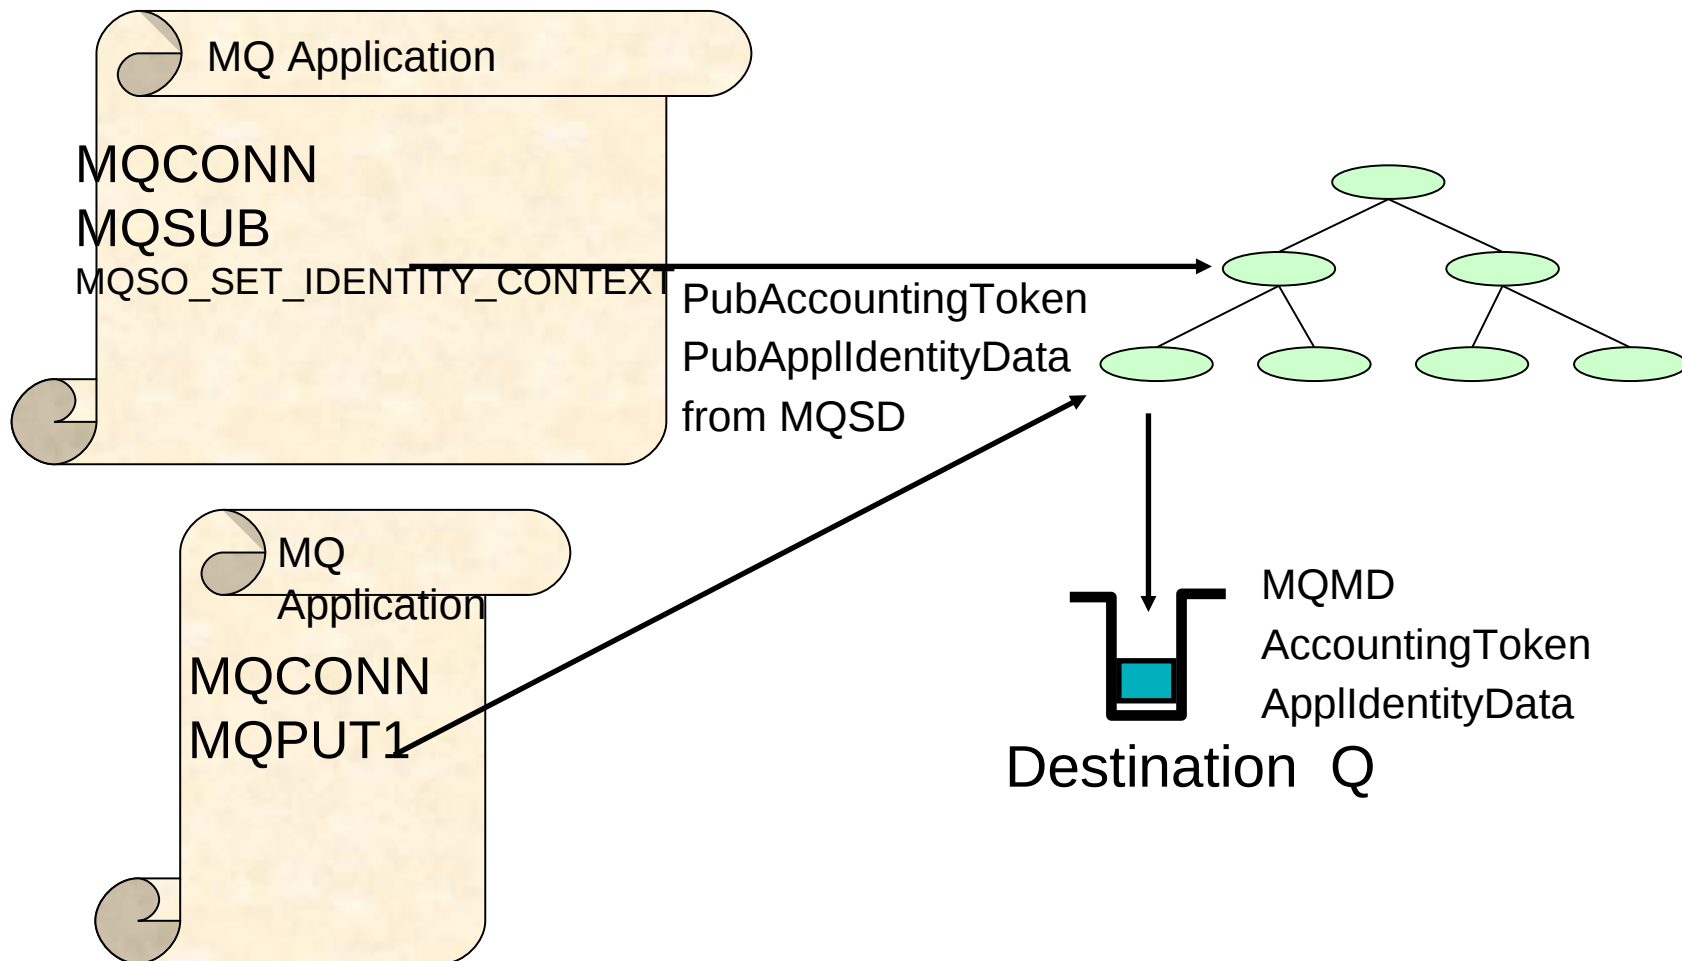 MQ Application
MQCONN
MQSUB
MQSO_SET_IDENTITY_CONTEXT
PubAccountingToken
PubApplIdentityData
from MQSD
MQ
Application
MQCONN
MQPUT1
MQMD
AccountingToken
ApplIdentityData
Destination Q